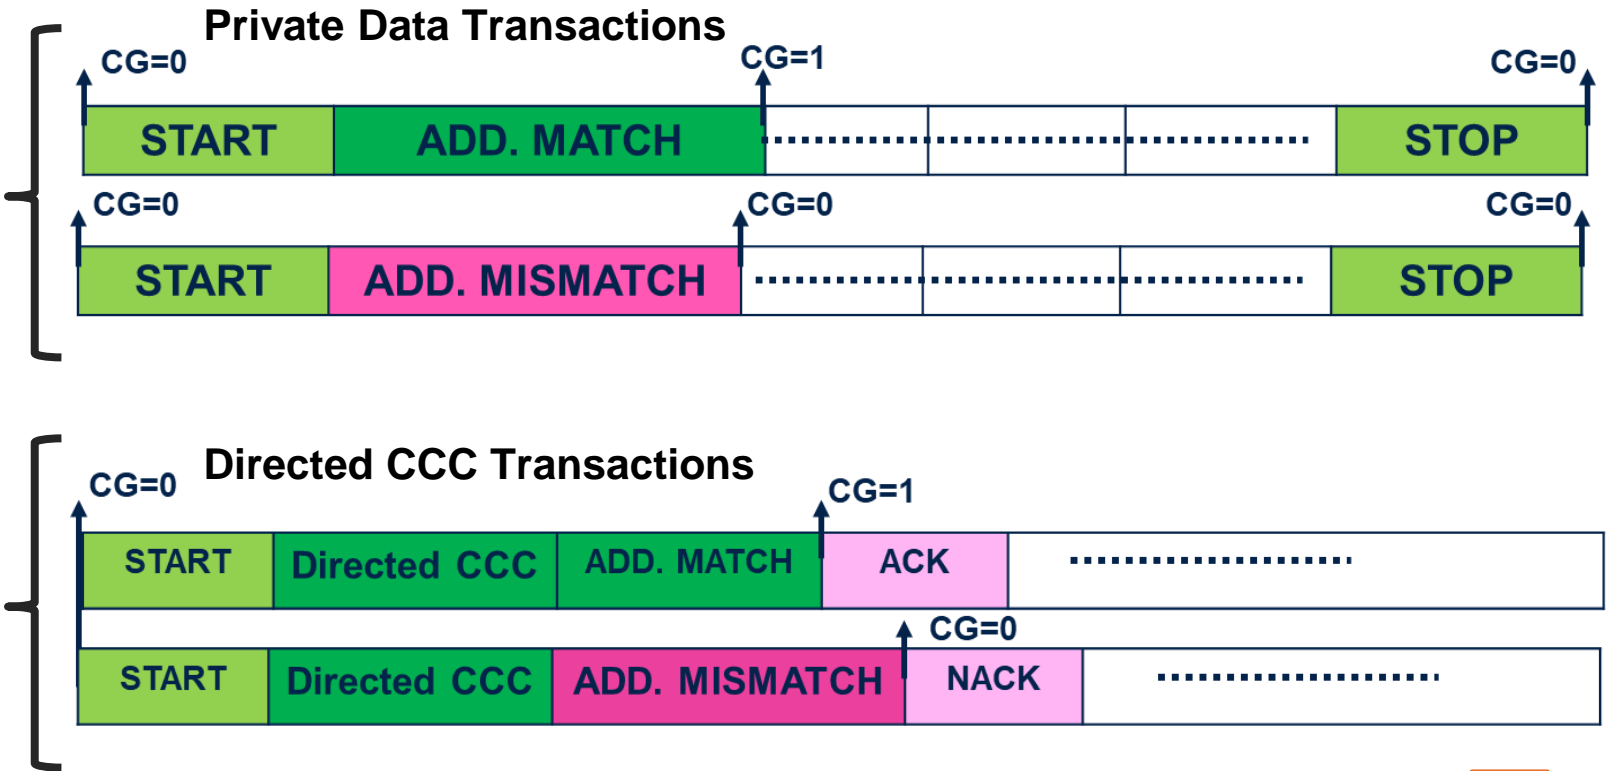 Private Data Transactions
CG=0 CG=1 CG=0
START ADD. MATCH STOP
CG=0 CG=0 CG=0
START ADD. MISMATCH STOP
Directed CCC Transactions
CG=0 CG=1
START Directed CCC ADD. MATCH ACK
CG=0
START Directed CCC ADD. MISMATCH NACK